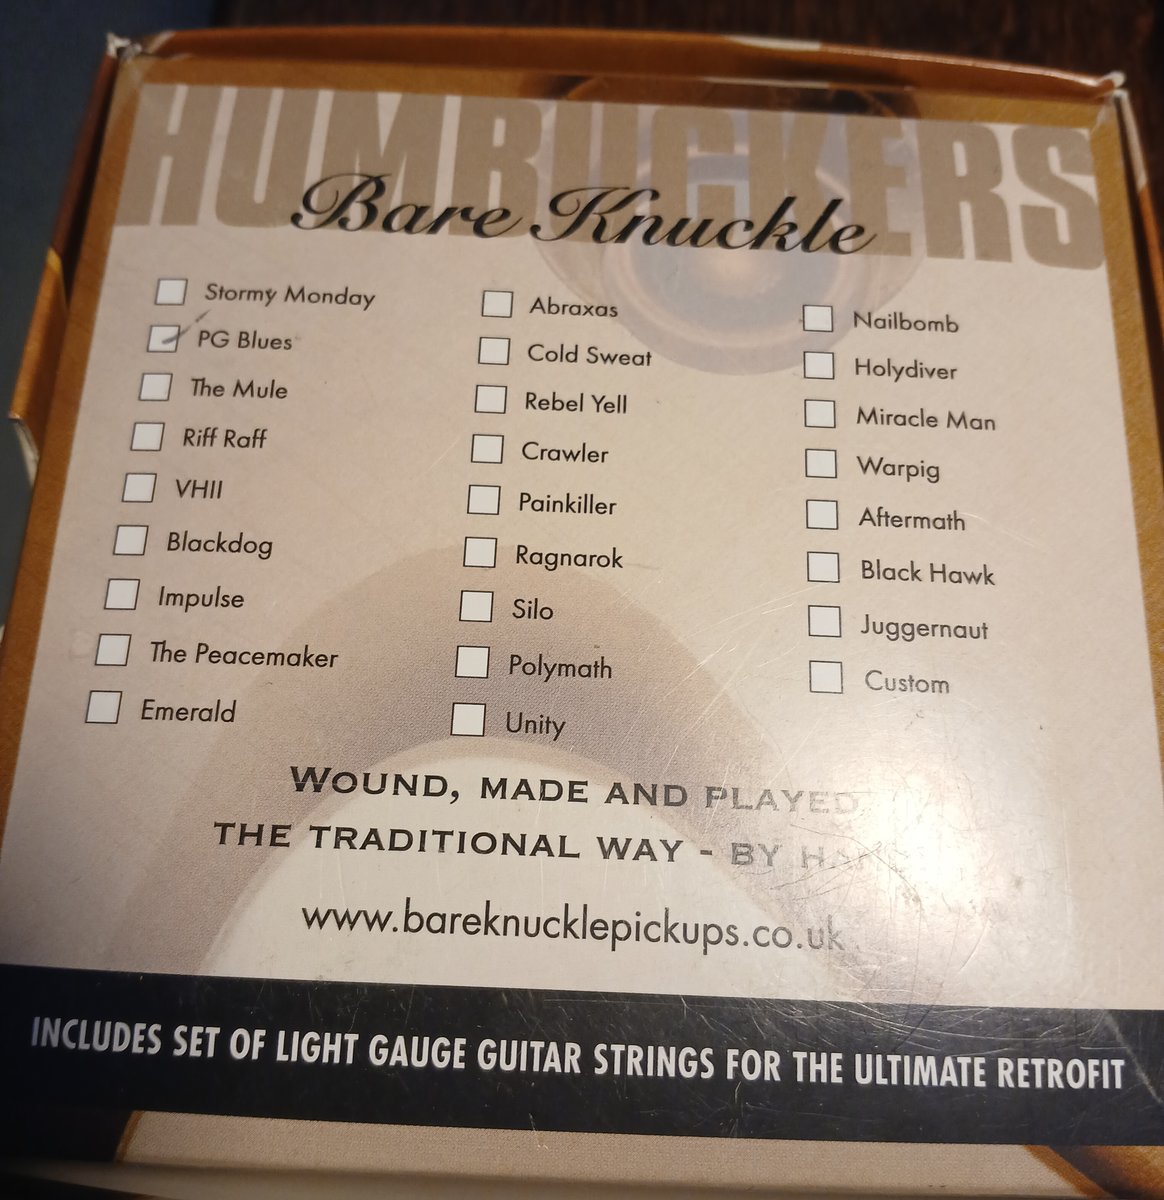 HUMBUCKERS
Bare Knuckle
Stormy Monday
PG Blues
The Mule
Riff Raff
VHII
Blackdog
Impulse
The Peacemaker
Emerald
Abraxas
Cold Sweat
Rebel Yell
Crawler
Painkiller
Ragnarok
Silo
Polymath
Unity
Nailbomb
Holydiver
Miracle Man
Warpig
Aftermath
Black Hawk
Juggernaut
Custom
WOUND, MADE AND PLAYED
THE TRADITIONAL WAY - BY
www.bareknucklepickups.co.uk
INCLUDES SET OF LIGHT GAUGE GUITAR STRINGS FOR THE ULTIMATE RETROFIT